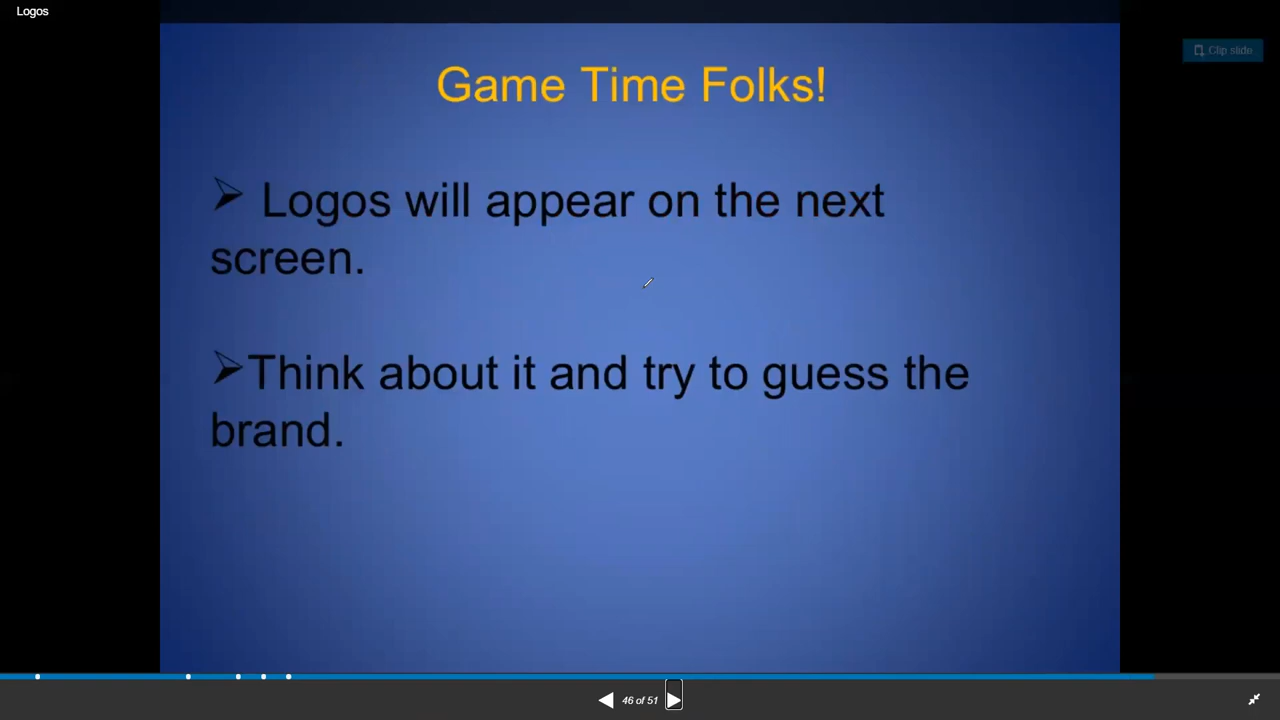 Logos
Clip slide
Game Time Folks!
Logos will appear on the next
screen.
Think about it and try to guess the
brand.
46 of 51